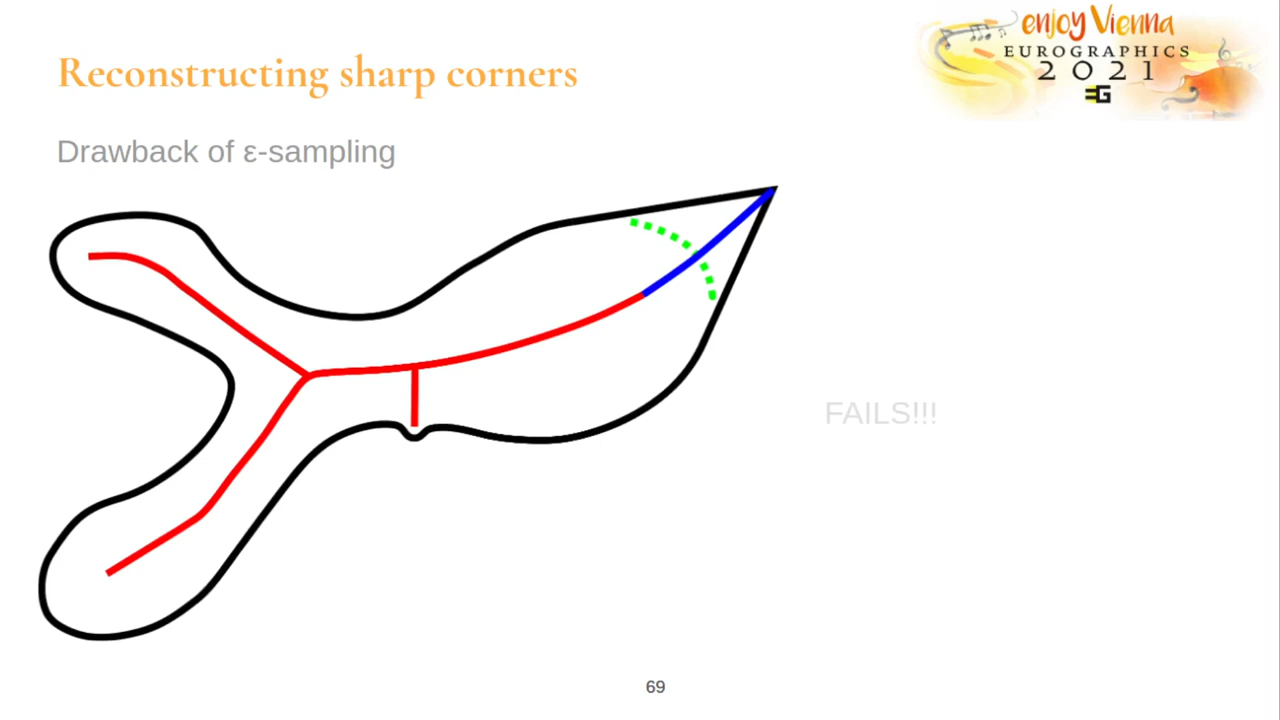 enjoy Vienna
EUROGRAPHICS
2021
EG
Reconstructing sharp corners
Drawback of ε-sampling
FAILS!!!
69